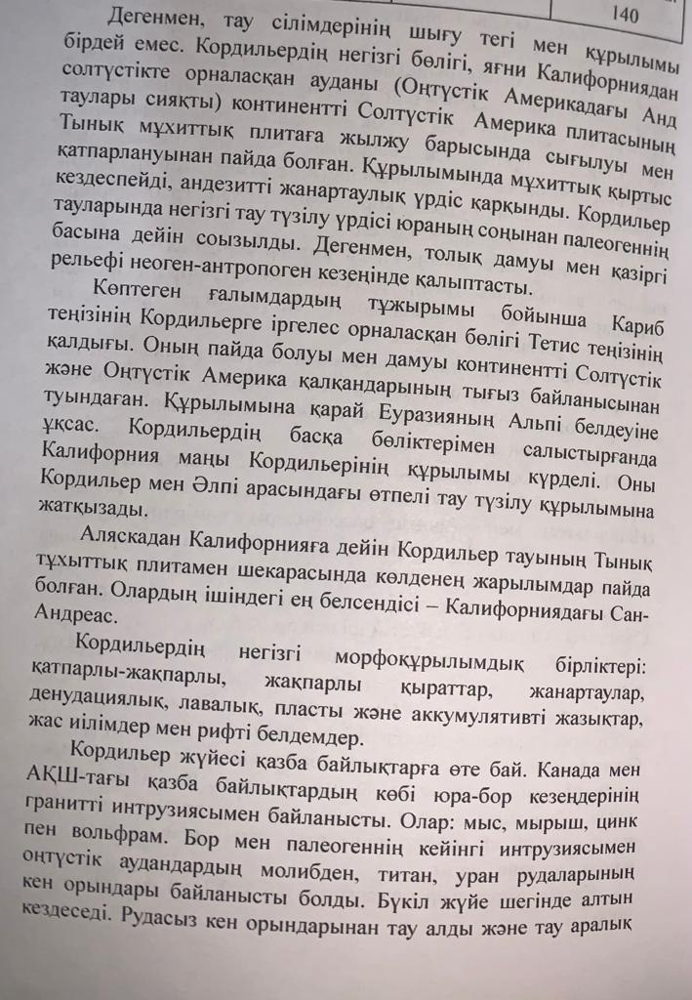 140
Дегенмен, тау сілімдерінің шығу тегі мен құрылымы
бірдей емес. Кордильердің негізгі бөлігі, яғни Калифорниядан
солтүстікте орналасқан ауданы (Оңтүстік Америкадағы Анд
таулары сияқты) континентті Солтүстік Америка плитасының
Тынық мұхиттық плитаға жылжу барысында сығылуы мен
қатпарлануынан пайда болған. Құрылымында мұхиттық қыртыс
кездеспейді, андезитті жанартаулық үрдіс қарқынды. Кордильер
тауларында негізгі тау түзілу үрдісі юраның соңынан палеогеннің
басына дейін соызылды. Дегенмен, толық дамуы мен қазіргі
рельефі неоген-антропоген кезеңінде қалыптасты.
Көптеген ғалымдардың тұжырымы бойынша Кариб
теңізінің Кордильерге іргелес орналасқан бөлігі Тетис теңізінің
қалдығы. Оның пайда болуы мен дамуы континентті Солтүстік
және Оңтүстік Америка қалқандарының тығыз байланысынан
туындаған. Құрылымына қарай Еуразияның Альпі белдеуіне
ұқсас. Кордильердің басқа бөліктерімен салыстырғанда
Калифорния маңы Кордильерінің құрылымы күрделі. Оны
Кордильер мен Әлпі арасындағы өтпелі тау түзілу құрылымына
жатқызады.
Аляскадан Калифорнияға дейін Кордильер тауының Тынық
тұхыттық плитамен шекарасында көлденең жарылымдар пайда
болған. Олардың ішіндегі ең белсендісі – Калифорниядағы Сан-
Андреас.
Кордильердің негізгі морфоқұрылымдық бірліктері:
қатпарлы-жақпарлы, жақпарлы қыраттар, жанартаулар,
денудациялық, лавалық, пласты және аккумулятивті жазықтар,
жас иілімдер мен рифті белдемдер.
Кордильер жүйесі қазба байлықтарға өте бай. Канада мен
АҚШ-тағы қазба байлықтардың көбі юра-бор кезеңдерінің
гранитті интрузиясымен байланысты. Олар: мыс, мырыш, цинк
пен вольфрам. Бор мен палеогеннің кейінгі интрузиясымен
оңтүстік аудандардың молибден, титан, уран рудаларының
кен орындары байланысты болды. Бүкіл жүйе шегінде алтын
кездеседі. Рудасыз кен орындарынан тау алды және тау аралық